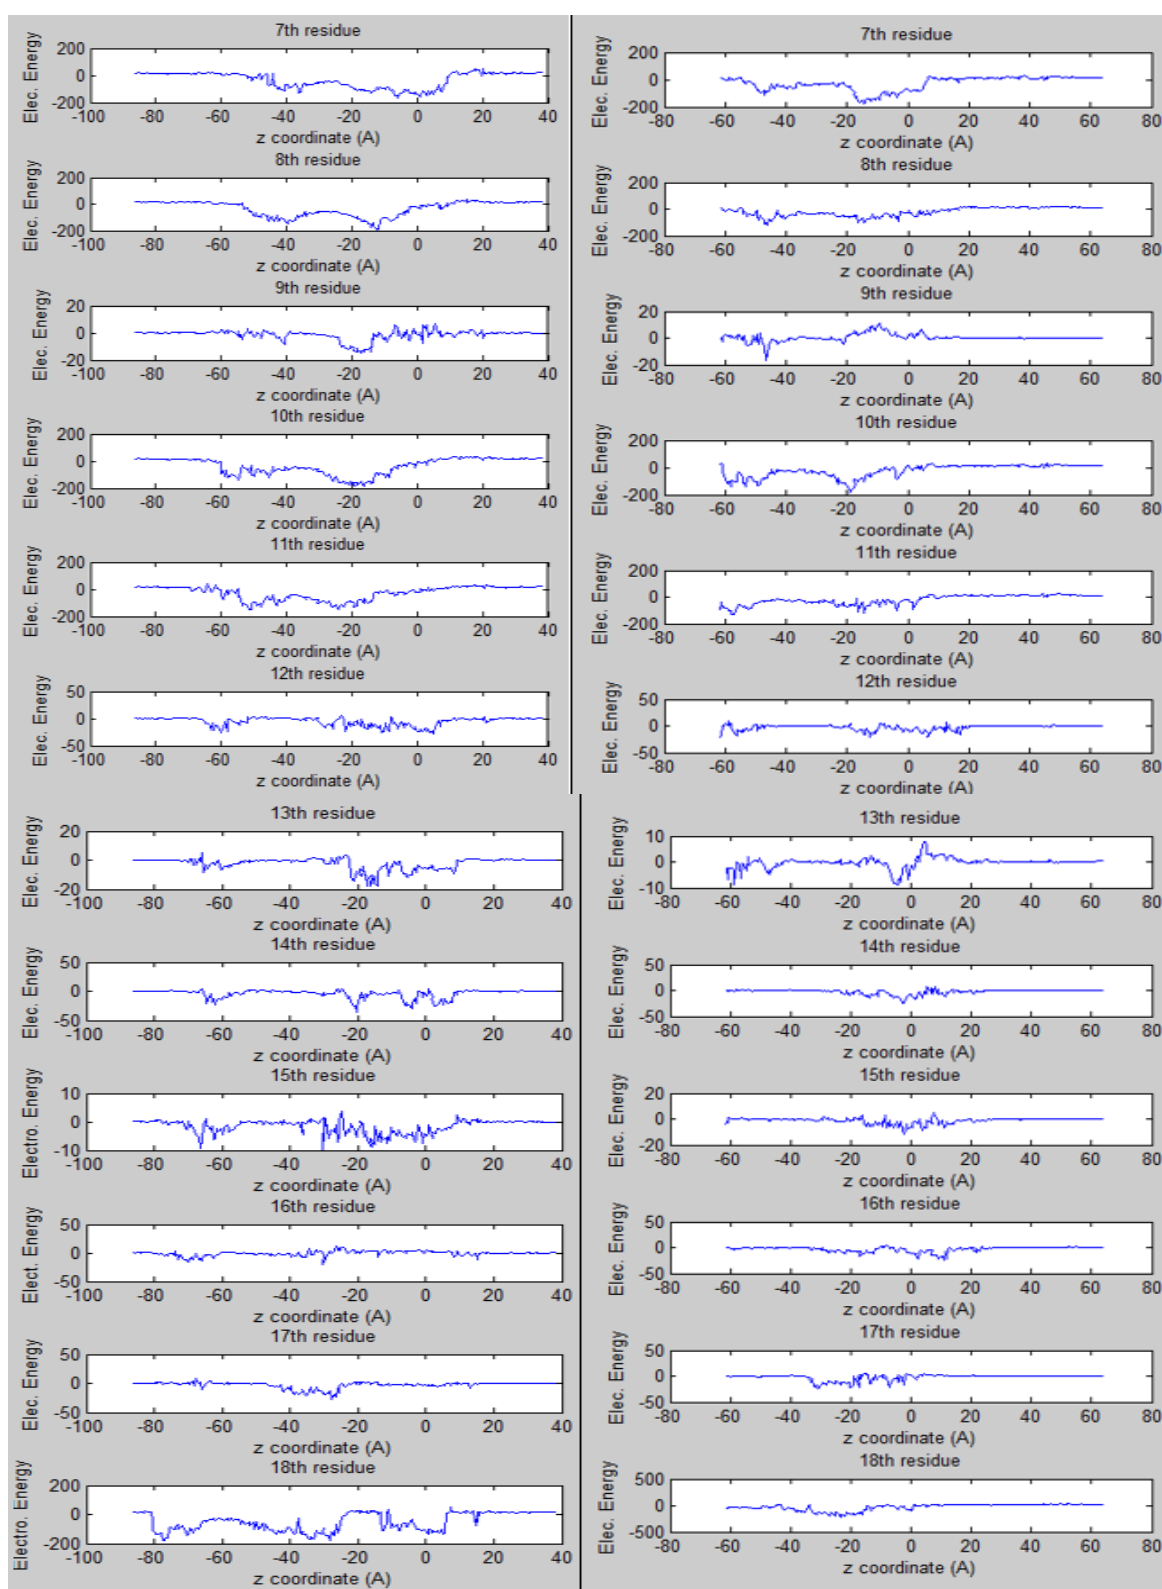 7th residue
200
0
-200
Elec. Energy
-100 -80 -60 -40 -20 0 20 40
z coordinate (A)
8th residue
200
0
-200
Elec. Energy
-100 -80 -60 -40 -20 0 20 40
z coordinate (A)
9th residue
20
0
-20
Elec. Energy
-100 -80 -60 -40 -20 0 20 40
z coordinate (A)
10th residue
200
0
-200
Elec. Energy
-100 -80 -60 -40 -20 0 20 40
z coordinate (A)
11th residue
200
0
-200
Elec. Energy
-100 -80 -60 -40 -20 0 20 40
z coordinate (A)
12th residue
50
0
-50
Elec. Energy
-100 -80 -60 -40 -20 0 20 40
z coordinate (A)
7th residue
200
0
-200
Elec. Energy
-80 -60 -40 -20 0 20 40 60 80
z coordinate (A)
8th residue
200
0
-200
Elec. Energy
-80 -60 -40 -20 0 20 40 60 80
z coordinate (A)
9th residue
20
0
-20
Elec. Energy
-80 -60 -40 -20 0 20 40 60 80
z coordinate (A)
10th residue
200
0
-200
Elec. Energy
-80 -60 -40 -20 0 20 40 60 80
z coordinate (A)
11th residue
200
0
-200
Elec. Energy
-80 -60 -40 -20 0 20 40 60 80
z coordinate (A)
12th residue
50
0
-50
Elec. Energy
-80 -60 -40 -20 0 20 40 60 80
z coordinate (A)
13th residue
20
0
-20
Elec. Energy
-100 -80 -60 -40 -20 0 20 40
z coordinate (A)
14th residue
50
0
-50
Elec. Energy
-100 -80 -60 -40 -20 0 20 40
z coordinate (A)
15th residue
10
0
-10
Electro. Energy
-100 -80 -60 -40 -20 0 20 40
z coordinate (A)
16th residue
50
0
-50
Elect. Energy
-100 -80 -60 -40 -20 0 20 40
z coordinate (A)
17th residue
50
0
-50
Elec. Energy
-100 -80 -60 -40 -20 0 20 40
z coordinate (A)
18th residue
200
0
-200
Electro. Energy
-100 -80 -60 -40 -20 0 20 40
z coordinate (A)
13th residue
10
0
-10
Elec. Energy
-80 -60 -40 -20 0 20 40 60 80
z coordinate (A)
14th residue
50
0
-50
Elec. Energy
-80 -60 -40 -20 0 20 40 60 80
z coordinate (A)
15th residue
20
0
-20
Elec. Energy
-80 -60 -40 -20 0 20 40 60 80
z coordinate (A)
16th residue
50
0
-50
Elec. Energy
-80 -60 -40 -20 0 20 40 60 80
z coordinate (A)
17th residue
50
0
-50
Elec. Energy
-80 -60 -40 -20 0 20 40 60 80
z coordinate (A)
18th residue
500
0
-500
Elec. Energy
-80 -60 -40 -20 0 20 40 60 80
z coordinate (A)